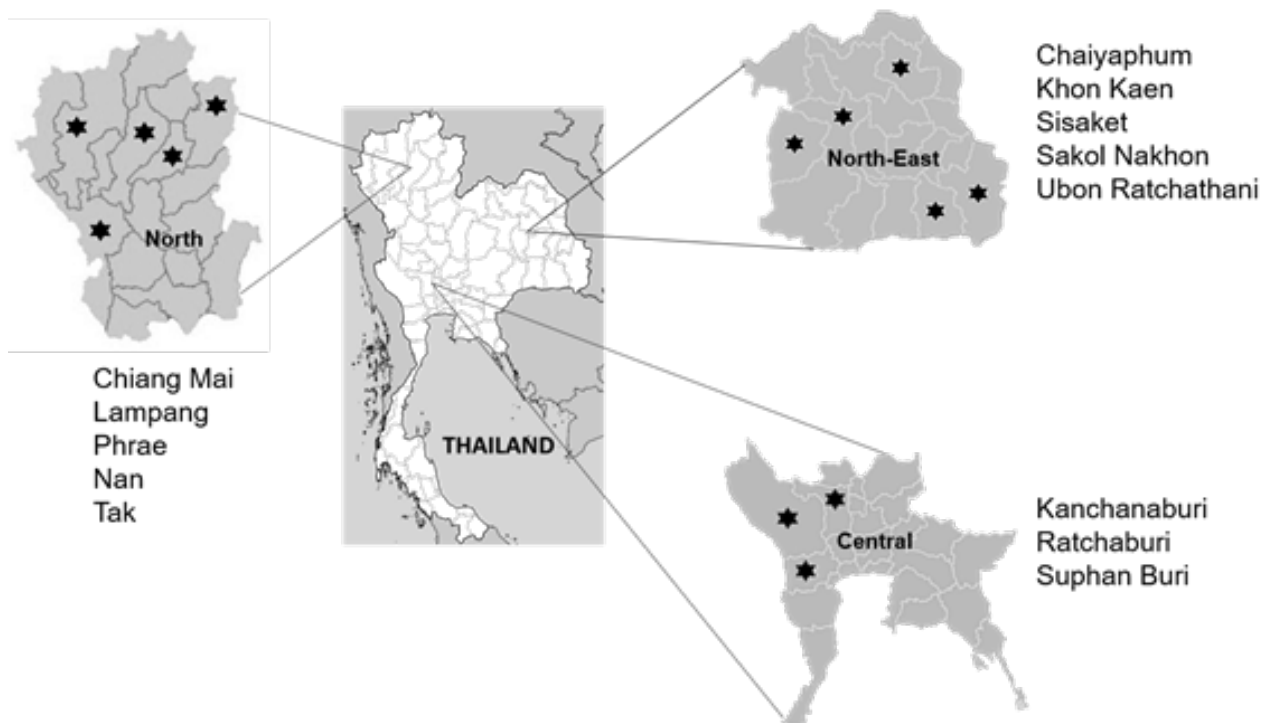 North
Chiang Mai
Lampang
Phrae
Nan
Tak
THAILAND
North-East
Chaiyaphum
Khon Kaen
Sisaket
Sakol Nakhon
Ubon Ratchathani
Central
Kanchanaburi
Ratchaburi
Suphan Buri